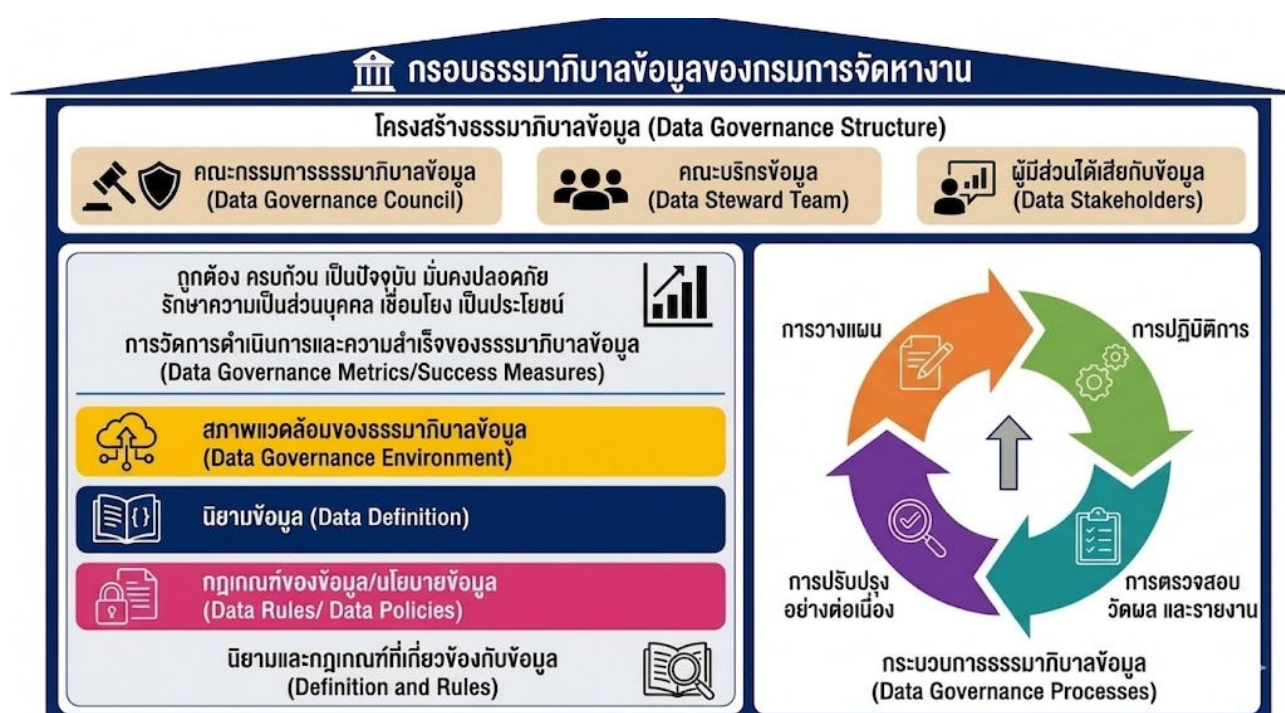 กรอบธรรมาภิบาลข้อมูลของกรมการจัดหางาน
โครงสร้างธรรมาภิบาลข้อมูล (Data Governance Structure)
คณะกรรมการธรรมาภิบาลข้อมูล
(Data Governance Council)
คณะบริกรข้อมูล
(Data Steward Team)
ผู้มีส่วนได้เสียกับข้อมูล
(Data Stakeholders)
ถูกต้อง ครบถ้วน เป็นปัจจุบัน มั่นคงปลอดภัย
รักษาความเป็นส่วนบุคคล เชื่อมโยง เป็นประโยชน์
การวัดการดำเนินการและความสำเร็จของธรรมาภิบาลข้อมูล
(Data Governance Metrics/Success Measures)
สภาพแวดล้อมของธรรมาภิบาลข้อมูล
(Data Governance Environment)
{}
นิยามข้อมูล (Data Definition)
กฎเกณฑ์ของข้อมูล/นโยบายข้อมูล
(Data Rules/ Data Policies)
นิยามและกฎเกณฑ์ที่เกี่ยวข้องกับข้อมูล
(Definition and Rules)
การวางแผน
การปฏิบัติการ
การปรับปรุง
อย่างต่อเนื่อง
การตรวจสอบ
วัดผล และรายงาน
กระบวนการธรรมาภิบาลข้อมูล
(Data Governance Processes)